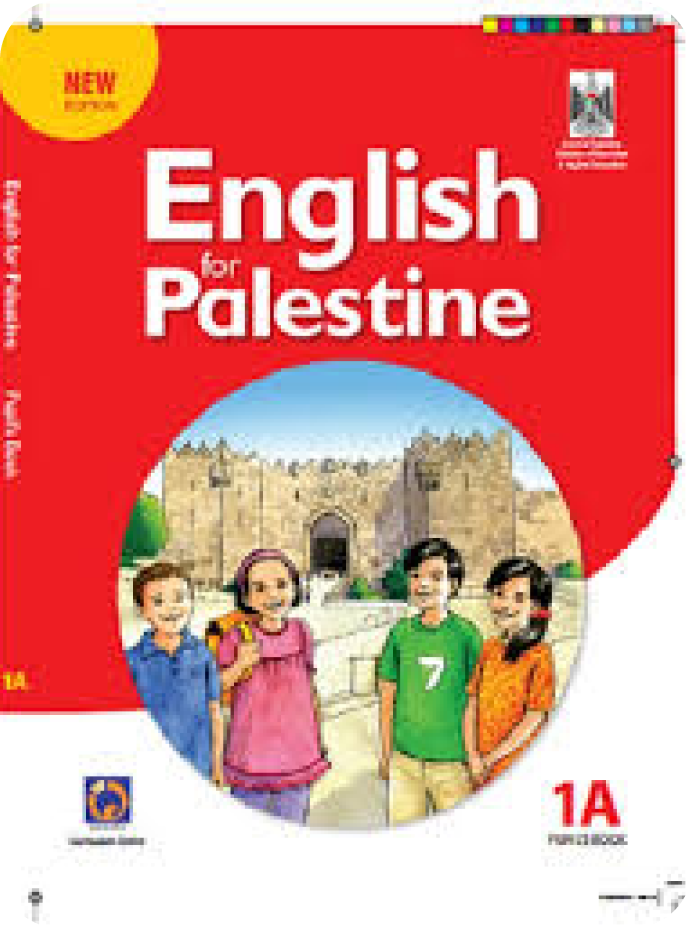 NEW
EDITION
English
for
Palestine
English for Palestine Pupil's Book
1A
7
1A
PUPIL'S BOOK